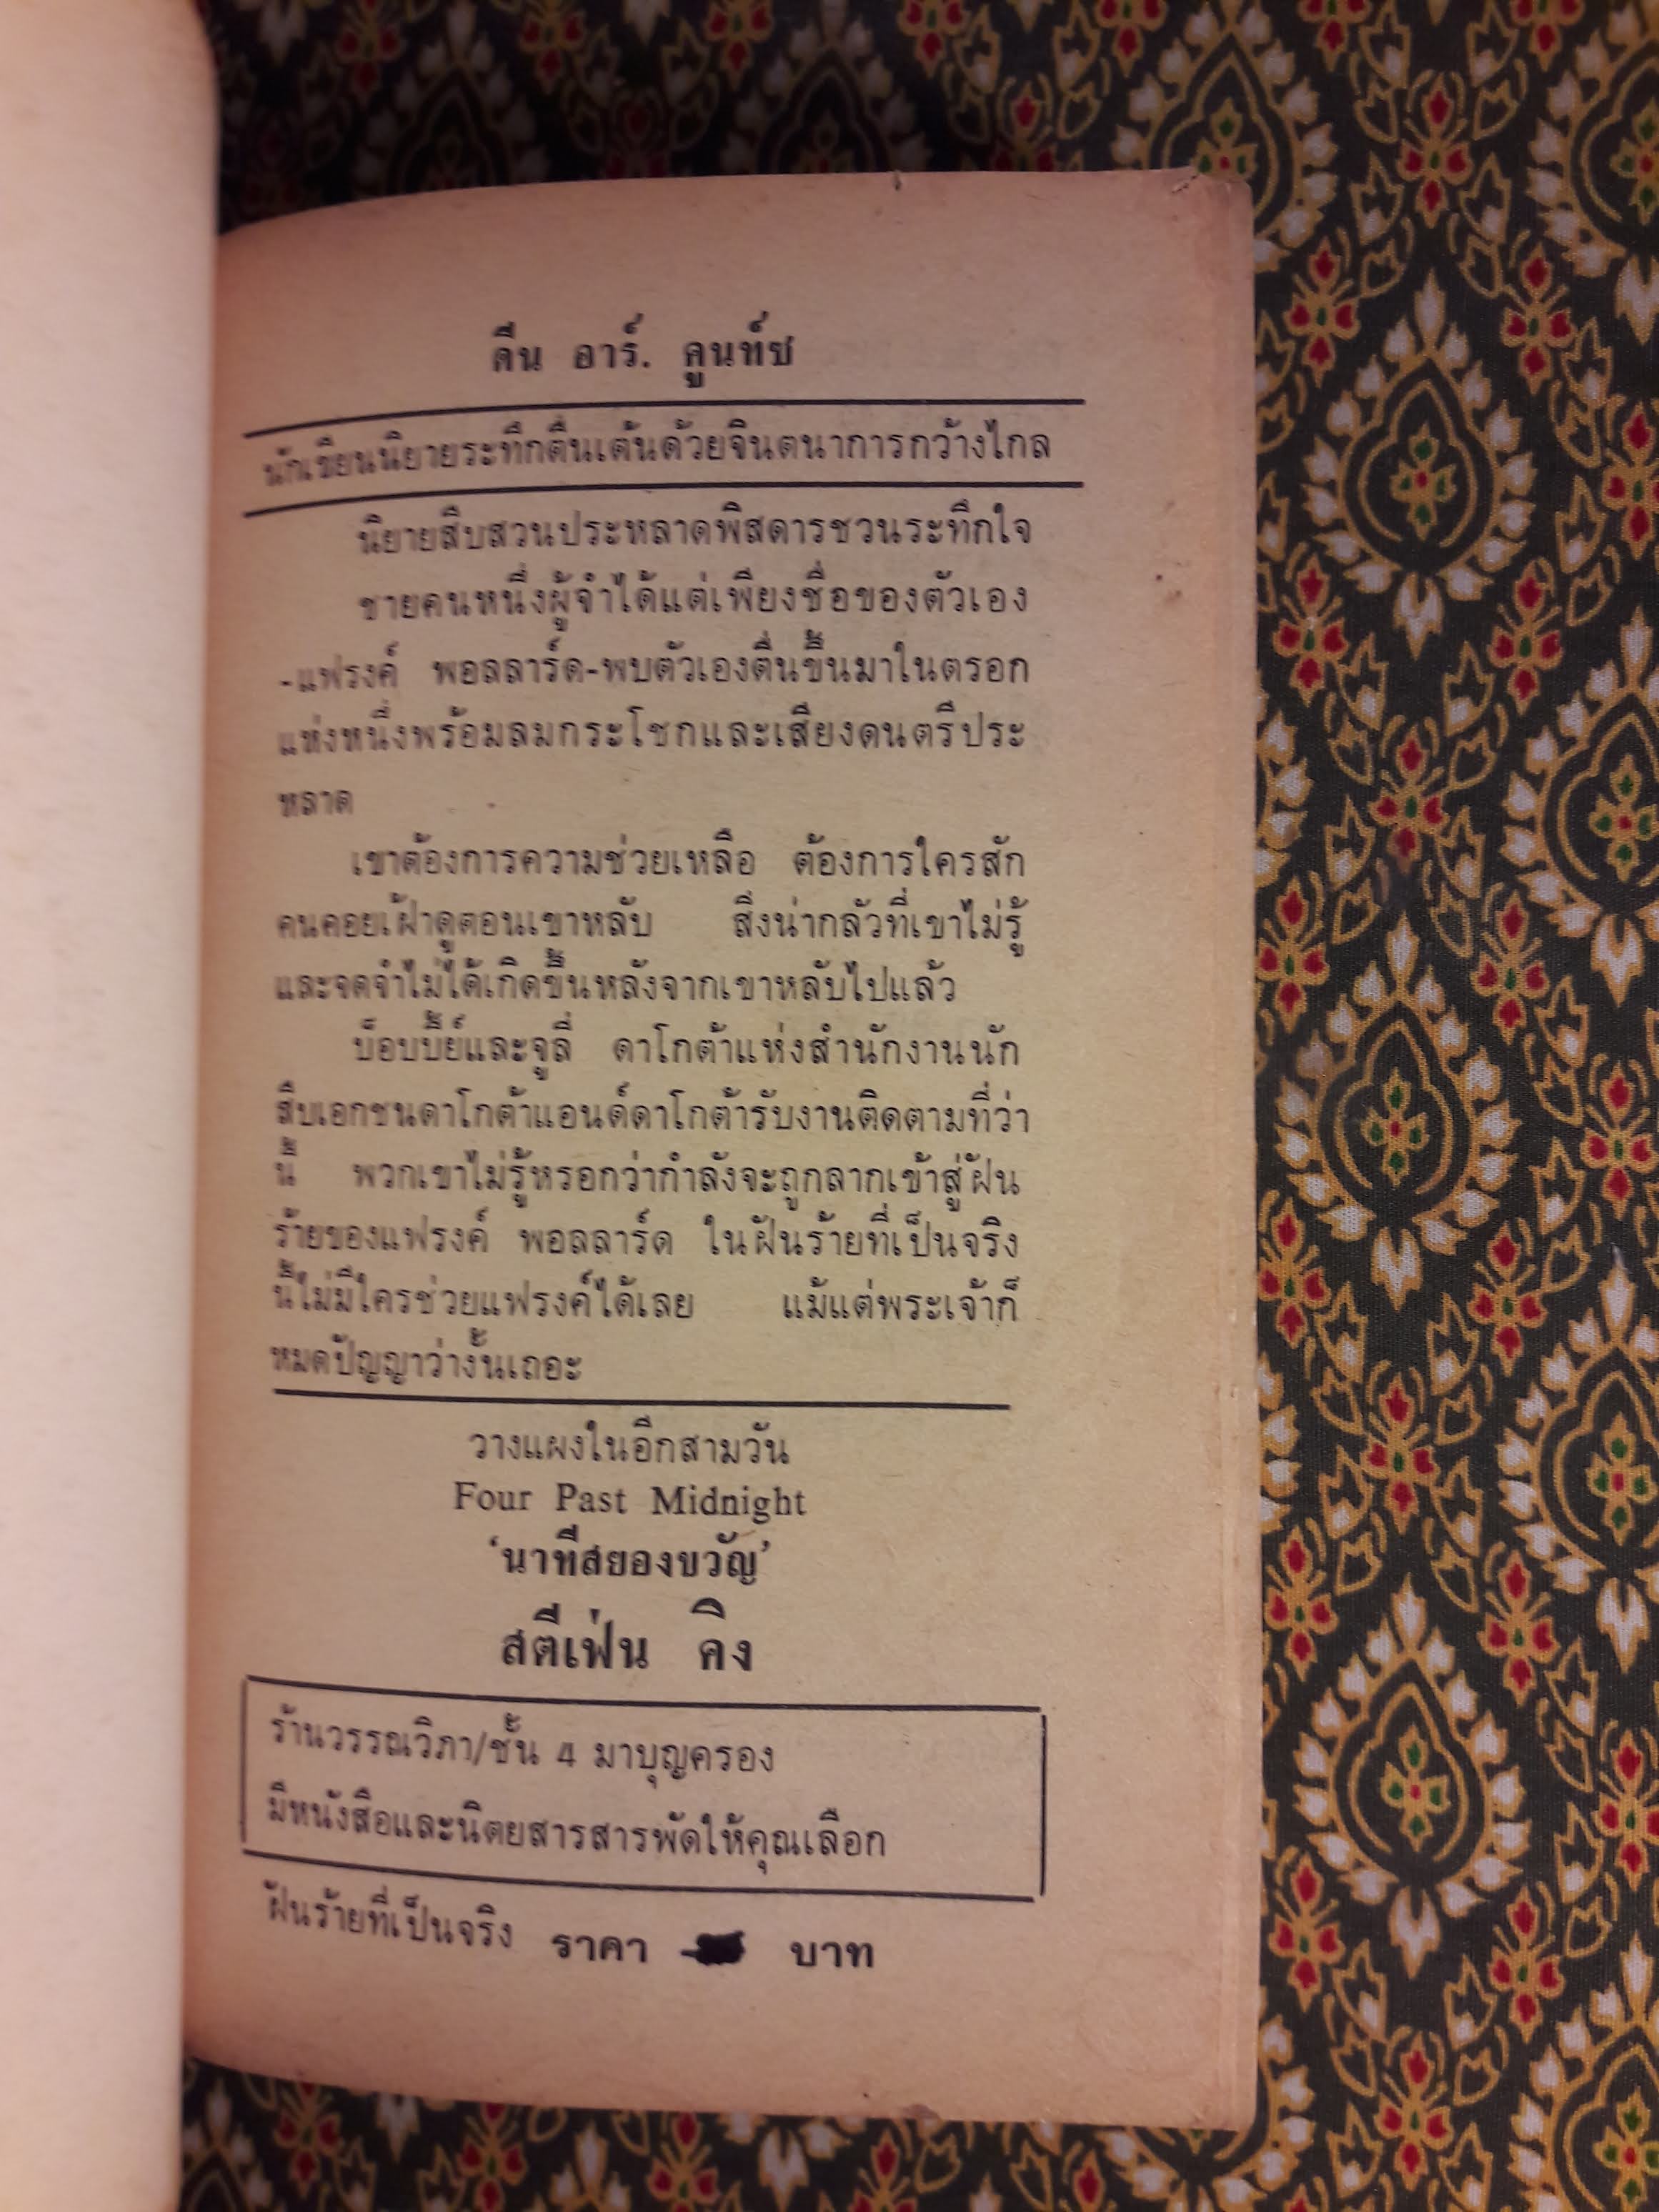 ดีน อาร์. คูนท์ซ
นักเขียนนิยายระทึกตื่นเต้นด้วยจินตนาการกว้างไกล
นิยายสืบสวนประหลาดพิสดารชวนระทึกใจ
ชายคนหนึ่งผู้จำได้แต่เพียงชื่อของตัวเอง
-แฟรงค์ พอลลาร์ด-พบตัวเองตื่นขึ้นมาในตรอก
แห่งหนึ่งพร้อมลมกระโชกและเสียงดนตรีประ
หลาด
เขาต้องการความช่วยเหลือ ต้องการใครสัก
คนคอยเฝ้าดูตอนเขาหลับ สิ่งน่ากลัวที่เขาไม่รู้
และจดจำไม่ได้เกิดขึ้นหลังจากเขาหลับไปแล้ว
บ็อบบี้ย์และจูลี่ ดาโกต้าแห่งสำนักงานนัก
สืบเอกชนดาโกต้าแอนด์ดาโกต้ารับงานติดตามที่ว่า
นี้ พวกเขาไม่รู้หรอกว่ากำลังจะถูกลากเข้าสู่ฝัน
ร้ายของแฟรงค์ พอลลาร์ด ในฝันร้ายที่เป็นจริง
นี้ไม่มีใครช่วยแฟรงค์ได้เลย แม้แต่พระเจ้าก็
หมดปัญญาว่างั้นเถอะ
วางแผงในอีกสามวัน
Four Past Midnight
‘นาทีสยองขวัญ’
สตีเฟ่น คิง
ร้านวรรณวิภา/ชั้น 4 มาบุญครอง
มีหนังสือและนิตยสารสารพัดให้คุณเลือก
ฝันร้ายที่เป็นจริง ราคา บาท